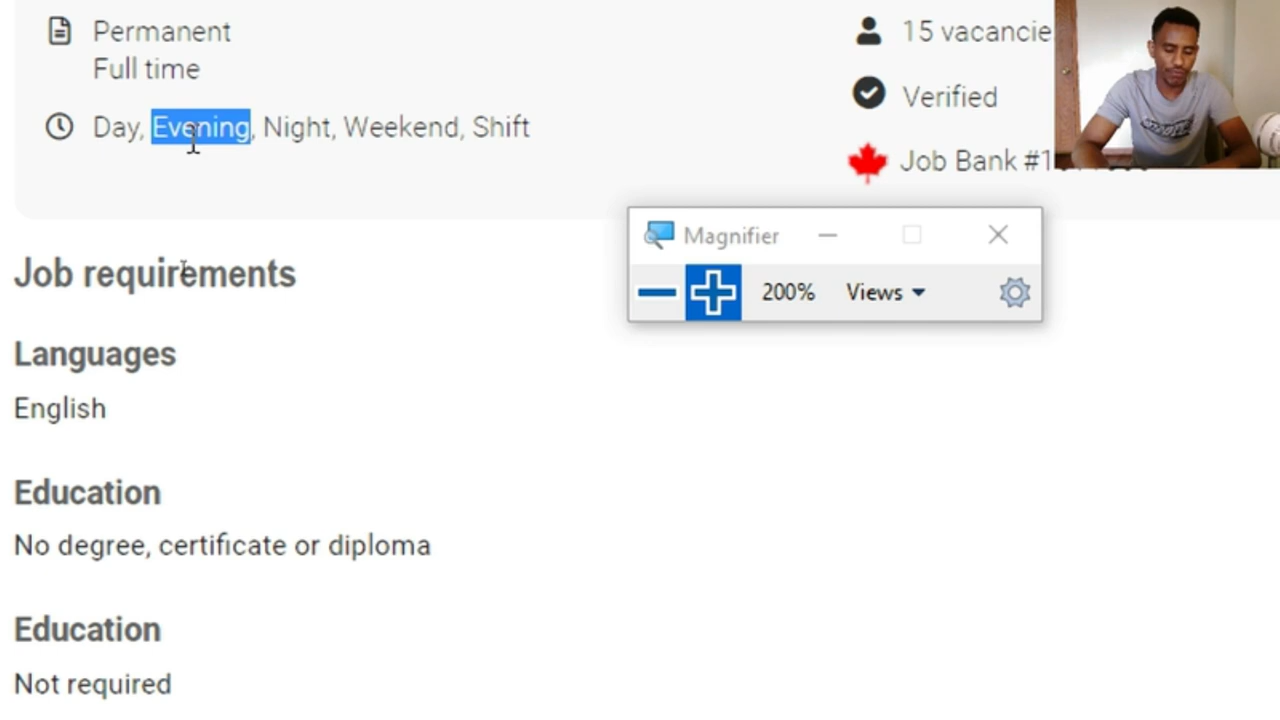 Permanent
Full time
Day, Evening, Night, Weekend, Shift
15 vacancie
Verified
Job Bank #1
Magnifier
200% Views
Job requirements
Languages
English
Education
No degree, certificate or diploma
Education
Not required